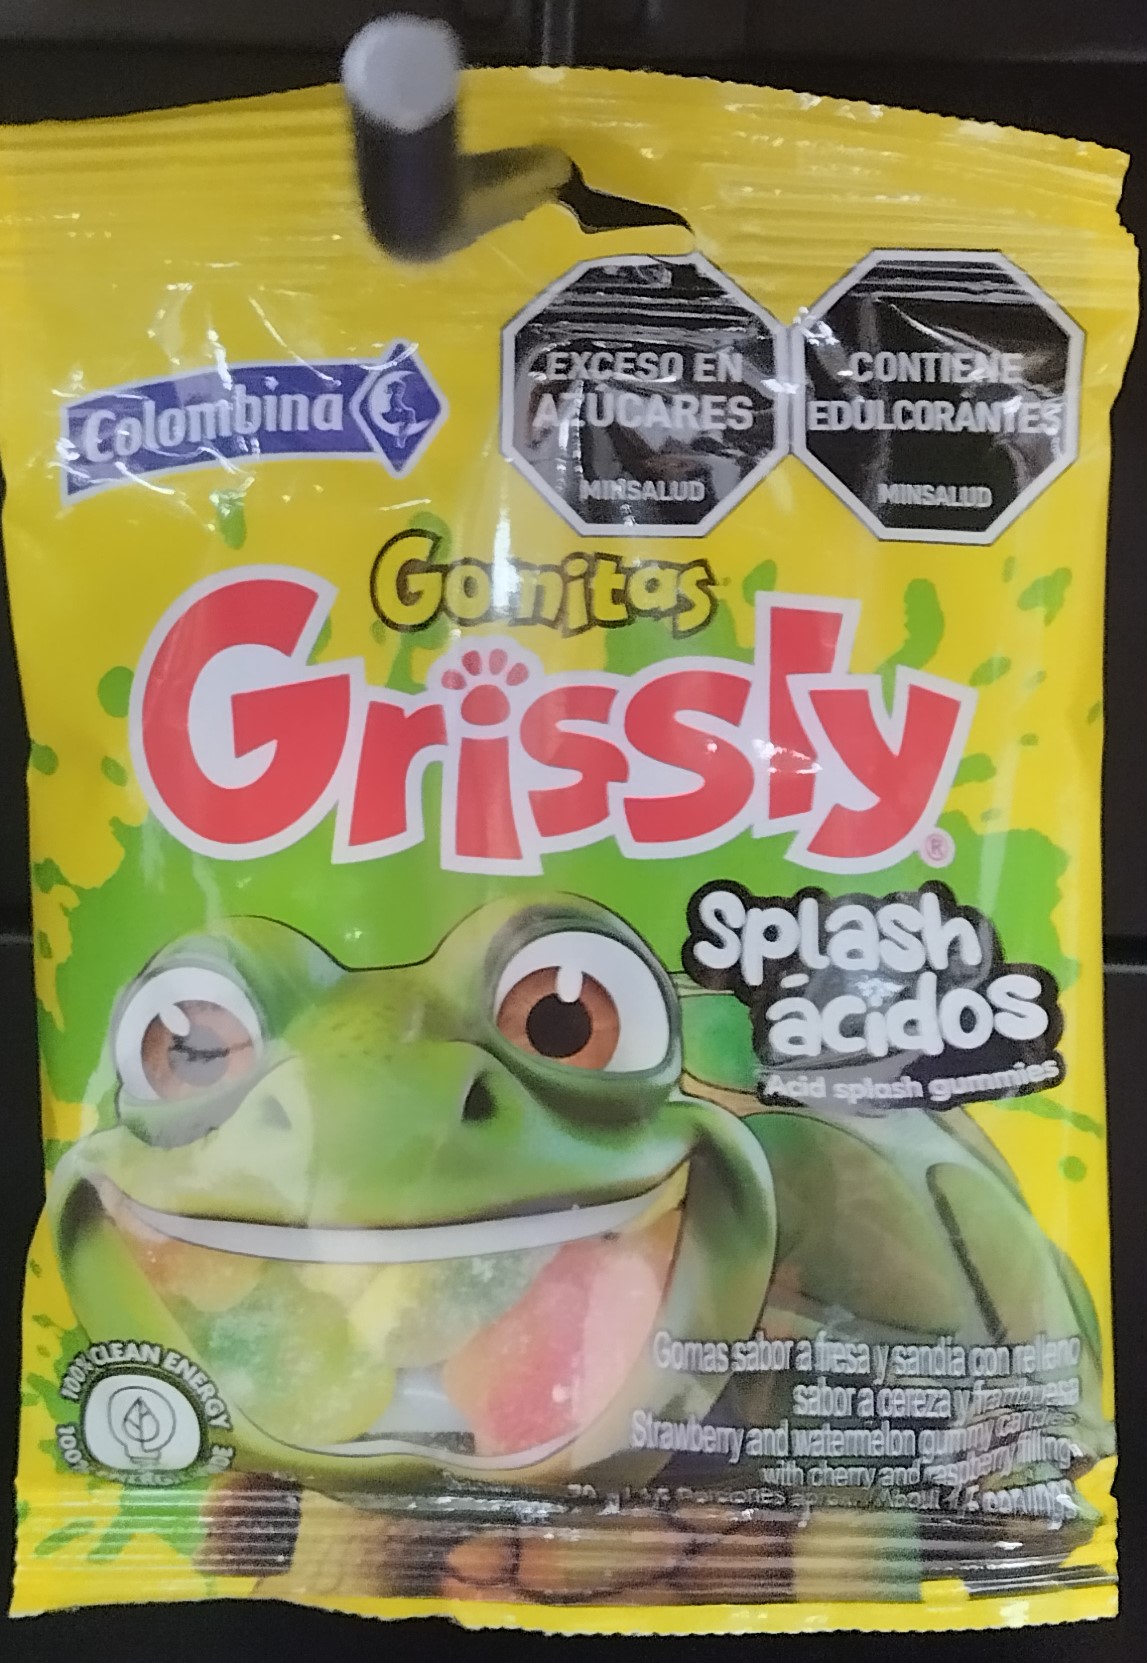 Colombina
EXCESO EN
AZÚCARES
MINSALUD
CONTIENE
EDULCORANTES
MINSALUD
Gomitas
Grissly®
Splash
ácidos
Acid splash gummies
100% CLEAN ENERGY
100%
Gomas sabor a fresa y sandía con relleno
sabor a cereza y frambuesa
Strawberry and watermelon gummy candies
with cherry and raspberry filling